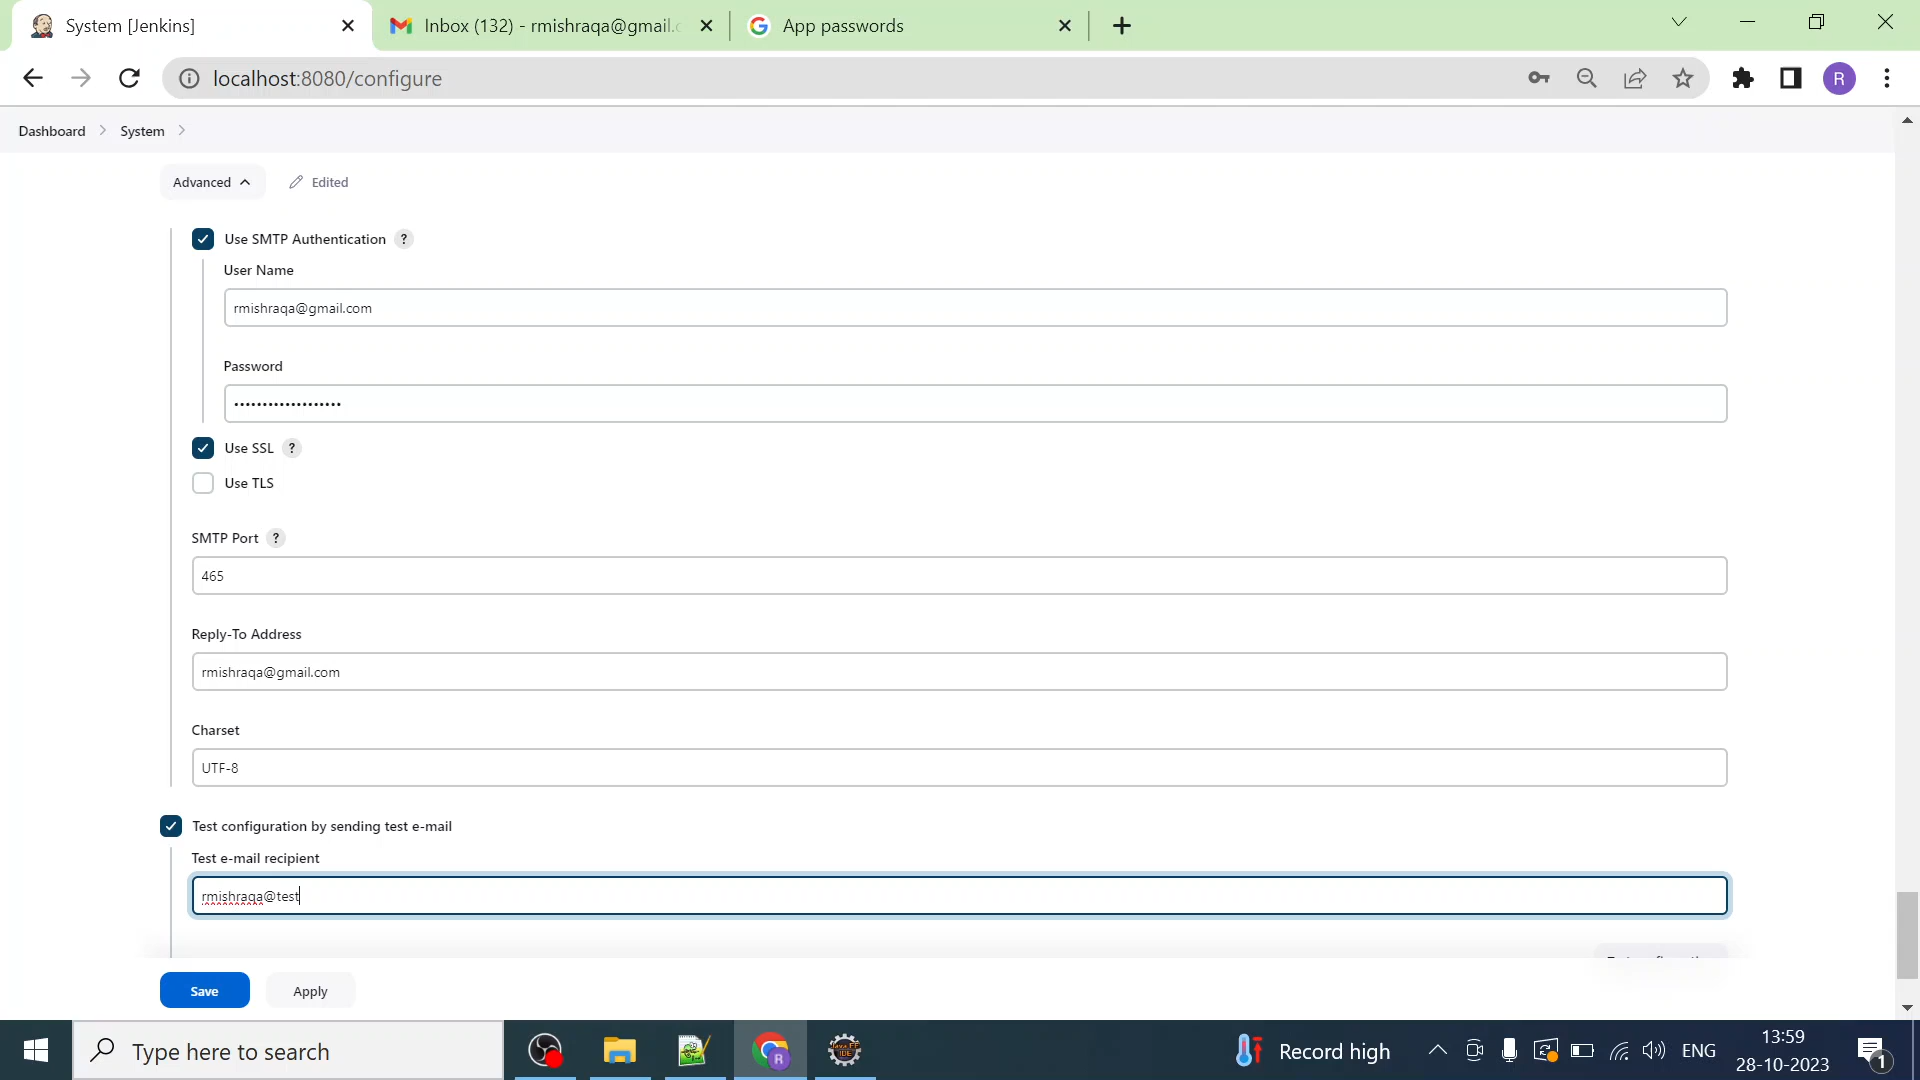 System [Jenkins]
Inbox (132) - rmishraqa@gmail.c
App passwords
localhost:8080/configure
R
Dashboard
System
Advanced
Edited
Use SMTP Authentication ?
User Name
rmishraqa@gmail.com
Password
Use SSL ?
Use TLS
SMTP Port ?
465
Reply-To Address
rmishraqa@gmail.com
Charset
UTF-8
Test configuration by sending test e-mail
Test e-mail recipient
rmishraqa@test
Save
Apply
Type here to search
Record high
ENG
13:59
28-10-2023
1